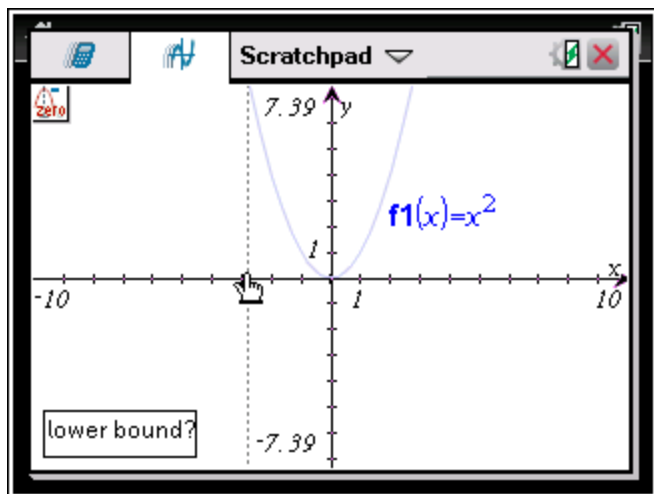 Scratchpad
zero
7.39
y
f1(x)=x²
1
x
-10
1
10
lower bound?
-7.39